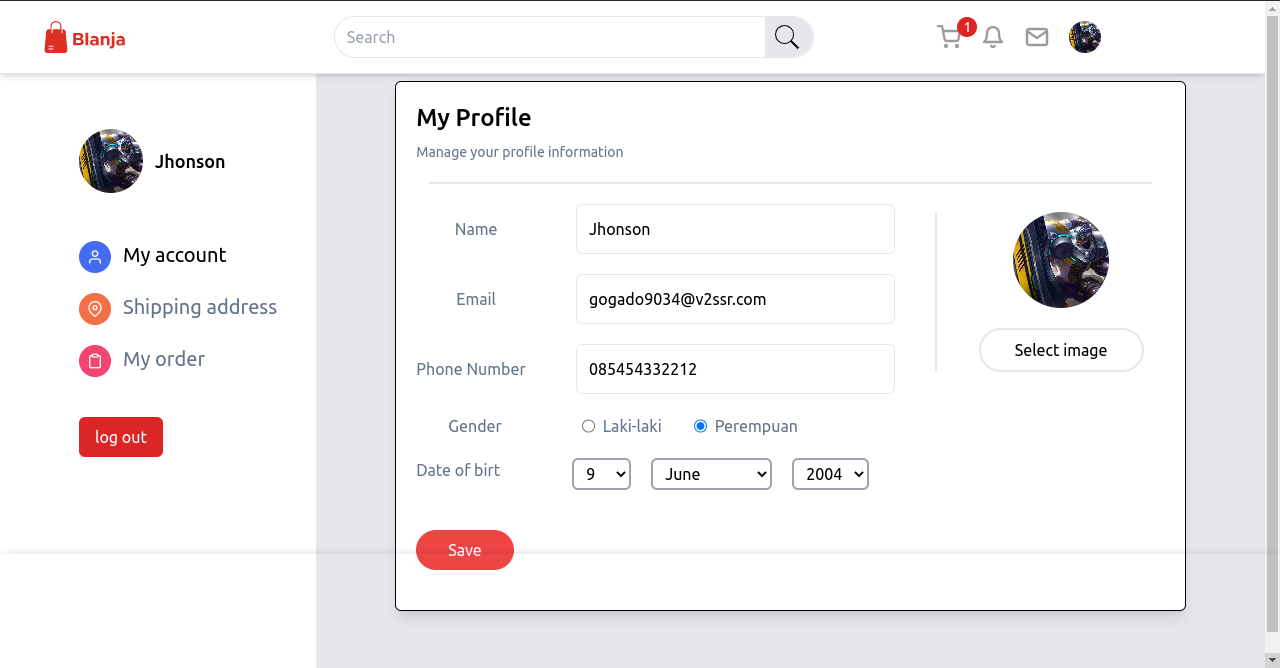 Blanja
Search
1
Jhonson
My account
Shipping address
My order
log out
My Profile
Manage your profile information
Name
Jhonson
Email
gogado9034@v2ssr.com
Phone Number
085454332212
Gender
Laki-laki
Perempuan
Date of birt
9
June
2004
Select image
Save